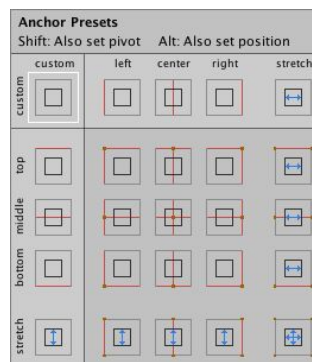 Anchor Presets
Shift: Also set pivot Alt: Also set position
custom left center right stretch
custom
top
middle
bottom
stretch